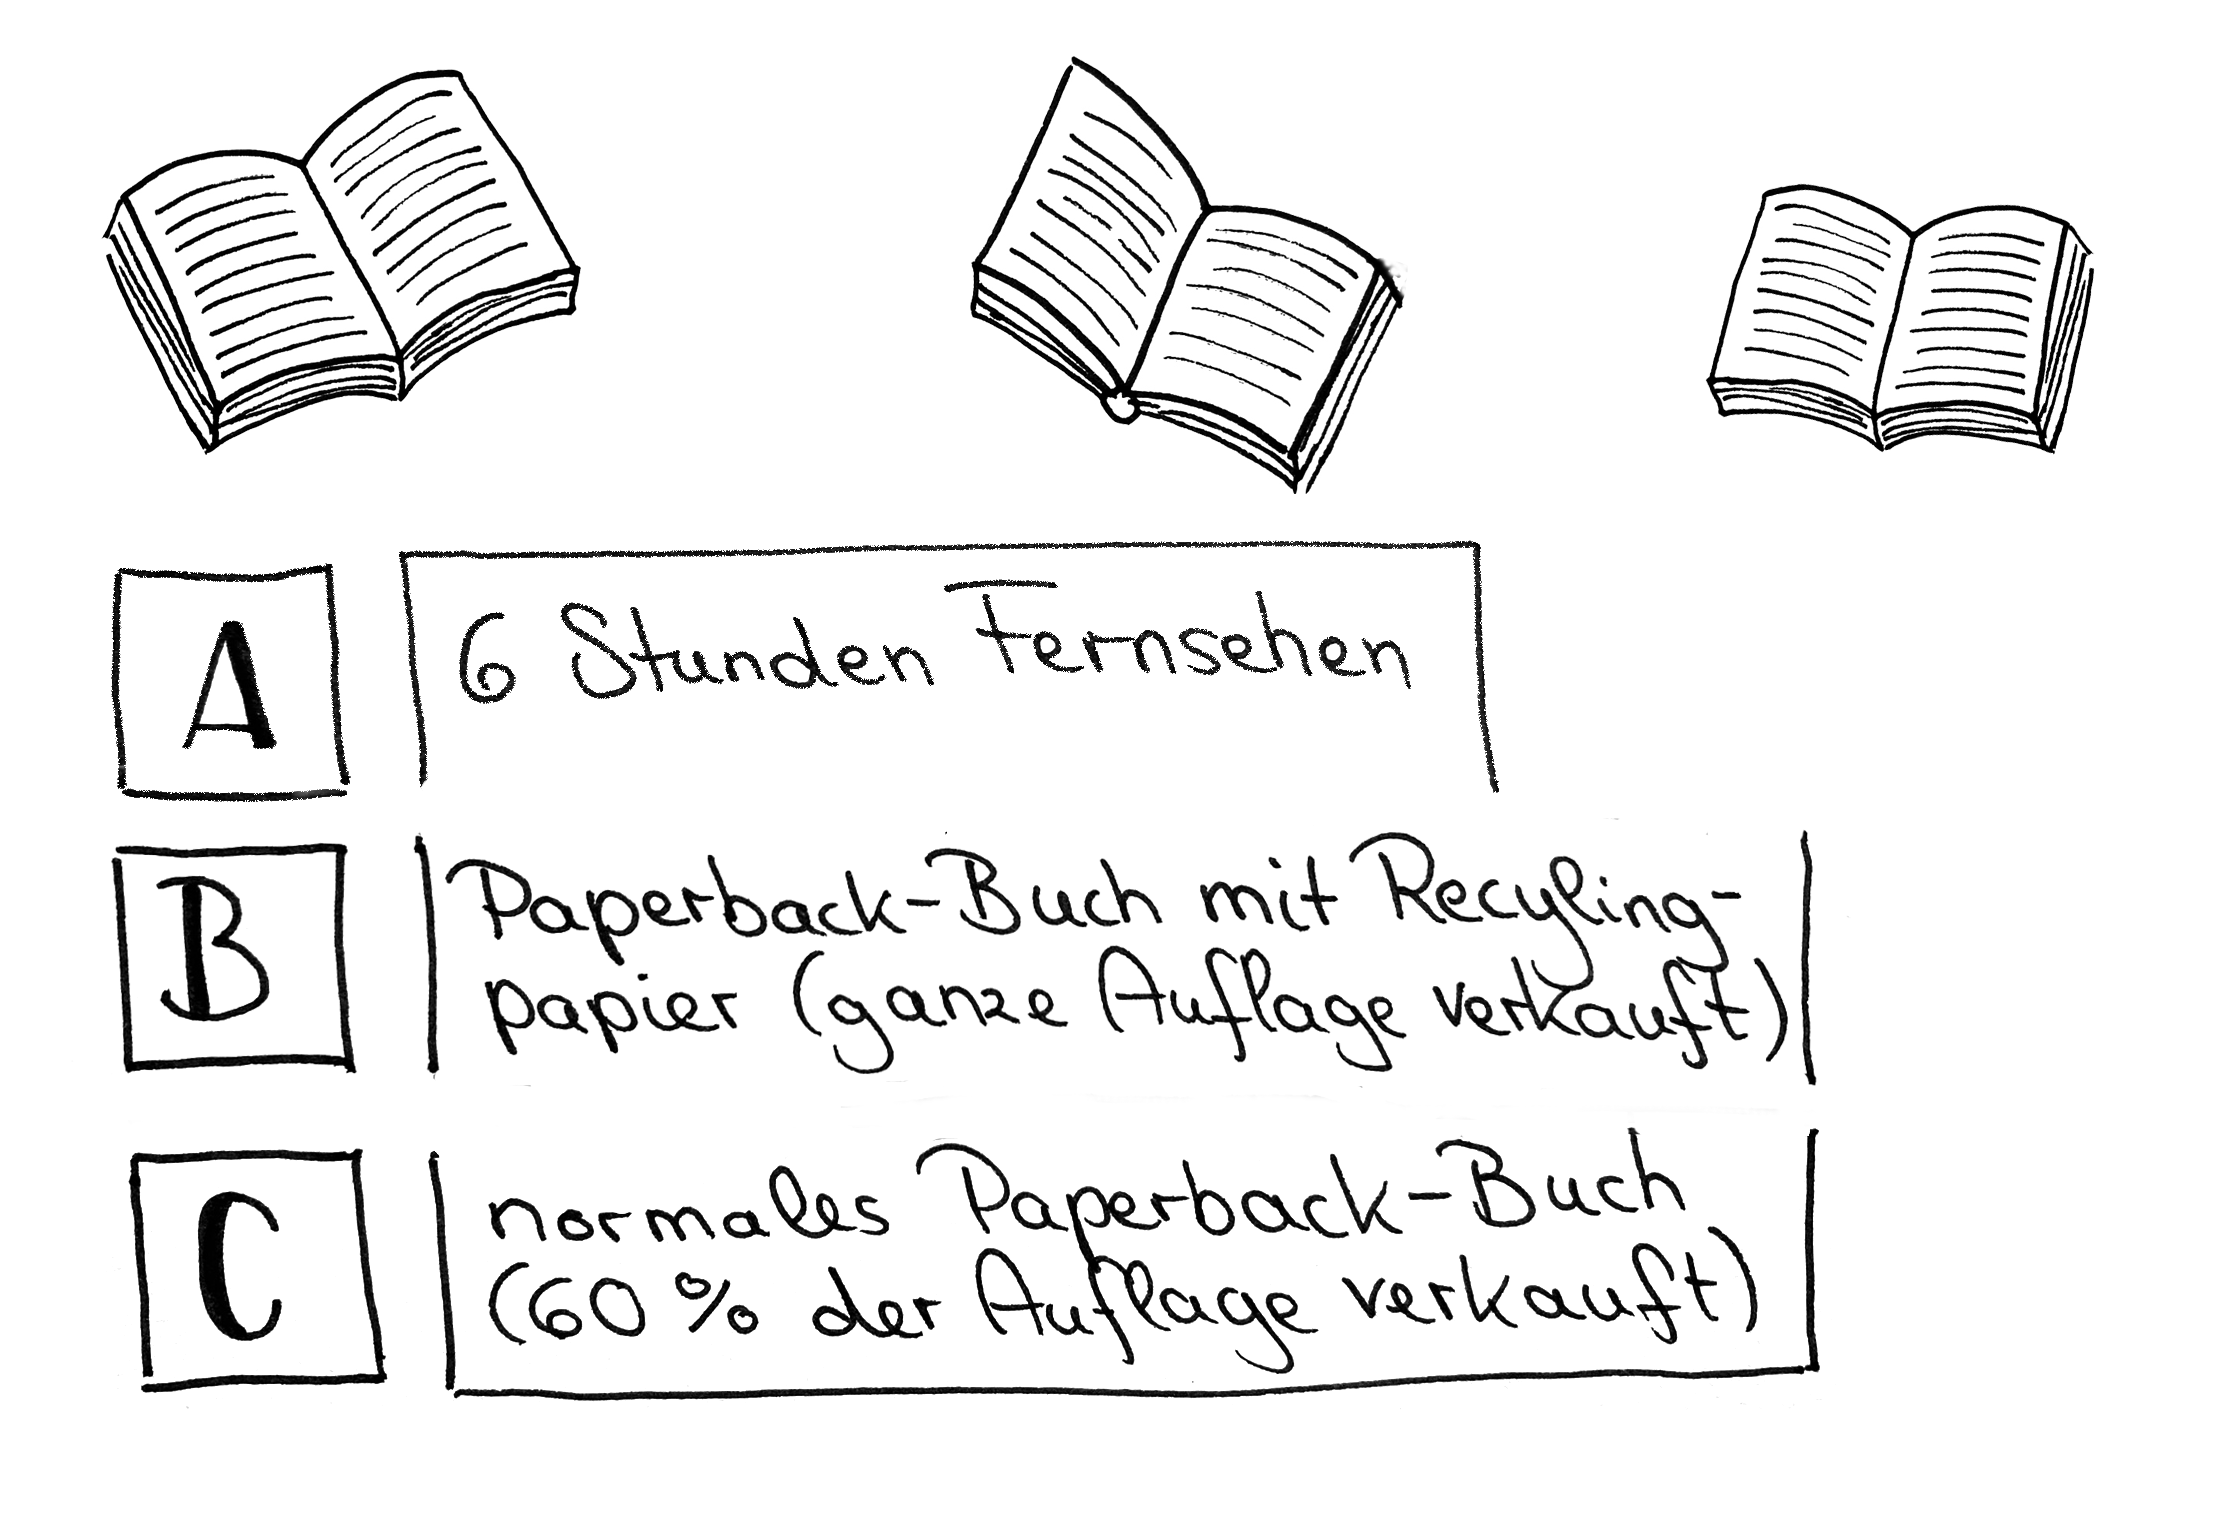 A
6 Stunden Fernsehen
B
Paperback-Buch mit Recyling-
papier (ganze Auflage verkauft)
C
normales Paperback-Buch
(60 % der Auflage verkauft)